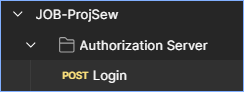 JOB-ProjSew
Authorization Server
POST Login